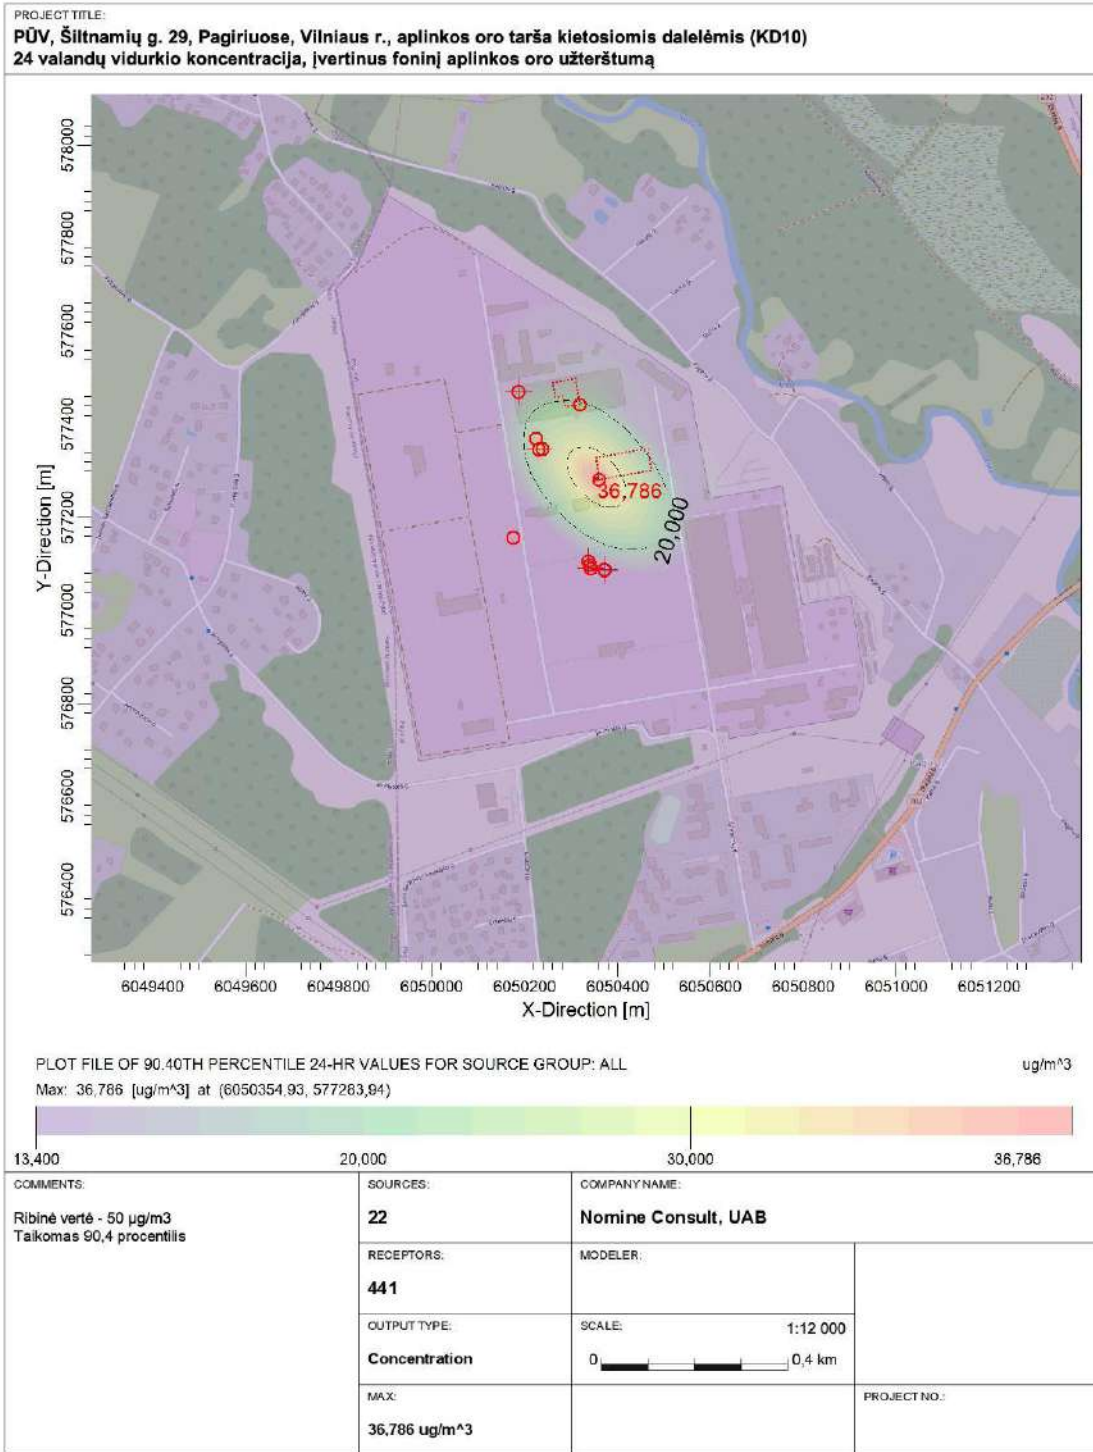 PROJECT TITLE:
PŪV, Šiltnamių g. 29, Pagiriuose, Vilniaus r., aplinkos oro tarša kietosiomis dalelėmis (KD10)
24 valandų vidurkio koncentracija, įvertinus foninį aplinkos oro užterštumą
Y-Direction [m]
578000
577800
577600
577400
577200
577000
576800
576600
576400
36,786
20,000
6049400 6049600 6049800 6050000 6050200 6050400 6050600 6050800 6051000 6051200
X-Direction [m]
PLOT FILE OF 90.40TH PERCENTILE 24-HR VALUES FOR SOURCE GROUP: ALL
ug/m^3
Max: 36,786 [ug/m^3] at (6050354,93, 577283,94)
13,400 20,000 30,000 36,786
COMMENTS:
Ribinė vertė - 50 µg/m3
Taikomas 90,4 procentilis
SOURCES:
22
COMPANY NAME:
Nomine Consult, UAB
RECEPTORS:
441
MODELER:
OUTPUT TYPE:
Concentration
SCALE: 1:12 000
0 0,4 km
MAX:
36,786 ug/m^3
PROJECT NO.: